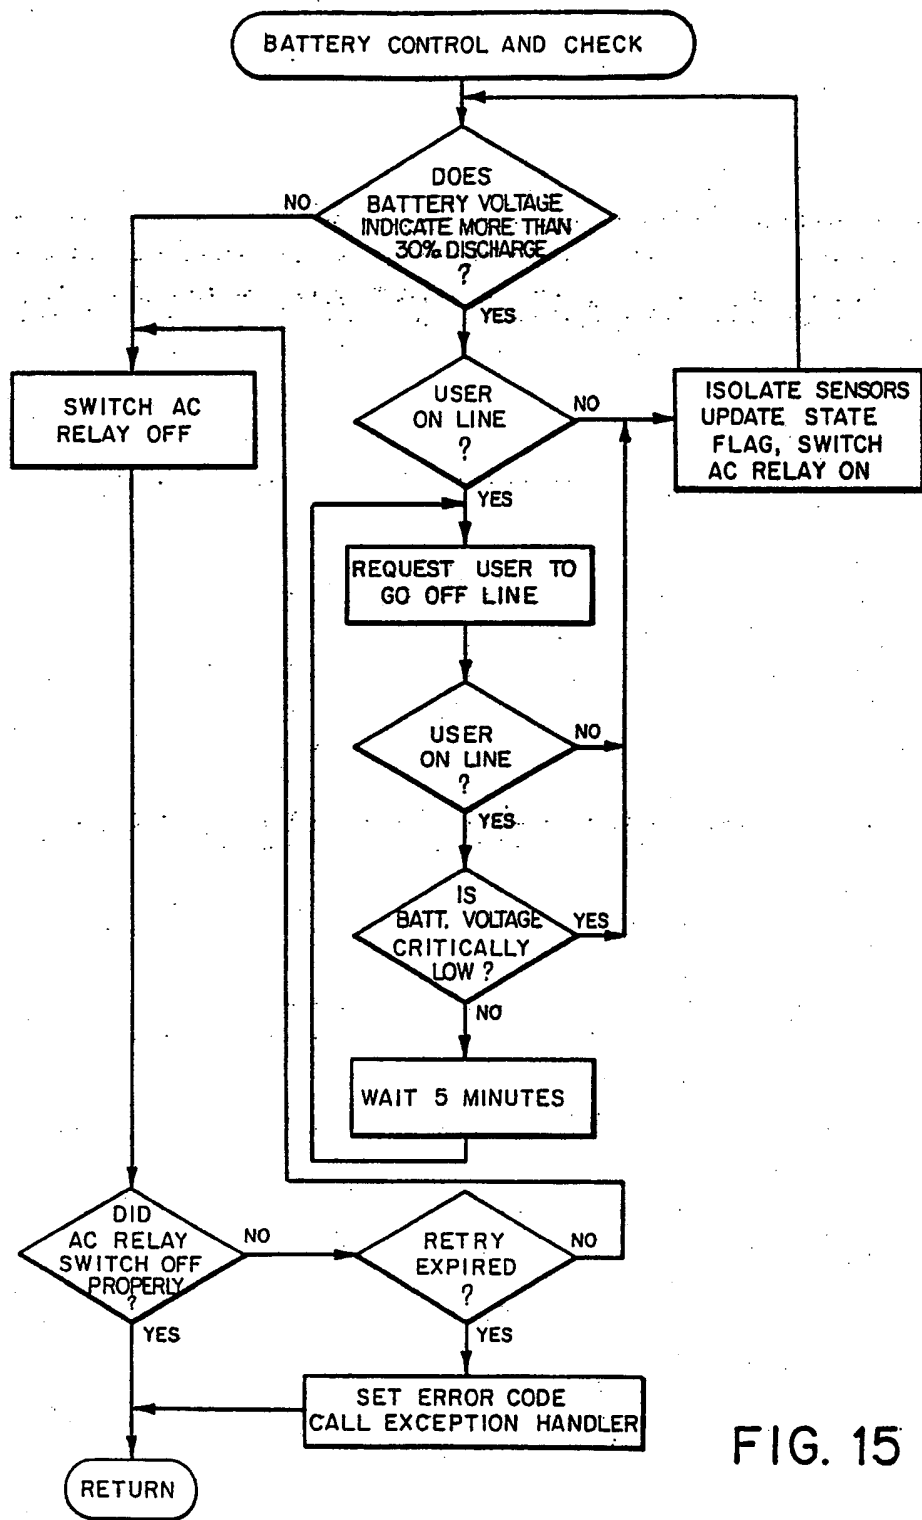 BATTERY CONTROL AND CHECK
DOES
BATTERY VOLTAGE
INDICATE MORE THAN
30% DISCHARGE
?
NO
YES
SWITCH AC
RELAY OFF
USER
ON LINE
?
NO
YES
ISOLATE SENSORS
UPDATE STATE
FLAG, SWITCH
AC RELAY ON
REQUEST USER TO
GO OFF LINE
USER
ON LINE
?
NO
YES
IS
BATT. VOLTAGE
CRITICALLY
LOW ?
YES
NO
WAIT 5 MINUTES
DID
AC RELAY
SWITCH OFF
PROPERLY
?
NO
YES
RETRY
EXPIRED
?
NO
YES
SET ERROR CODE
CALL EXCEPTION HANDLER
RETURN
FIG. 15